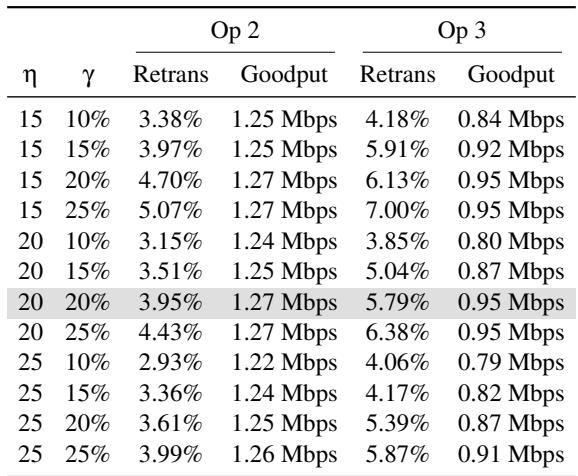 Op 2 Op 3
η γ Retrans Goodput Retrans Goodput
15 10% 3.38% 1.25 Mbps 4.18% 0.84 Mbps
15 15% 3.97% 1.25 Mbps 5.91% 0.92 Mbps
15 20% 4.70% 1.27 Mbps 6.13% 0.95 Mbps
15 25% 5.07% 1.27 Mbps 7.00% 0.95 Mbps
20 10% 3.15% 1.24 Mbps 3.85% 0.80 Mbps
20 15% 3.51% 1.25 Mbps 5.04% 0.87 Mbps
20 20% 3.95% 1.27 Mbps 5.79% 0.95 Mbps
20 25% 4.43% 1.27 Mbps 6.38% 0.95 Mbps
25 10% 2.93% 1.22 Mbps 4.06% 0.79 Mbps
25 15% 3.36% 1.24 Mbps 4.17% 0.82 Mbps
25 20% 3.61% 1.25 Mbps 5.39% 0.87 Mbps
25 25% 3.99% 1.26 Mbps 5.87% 0.91 Mbps